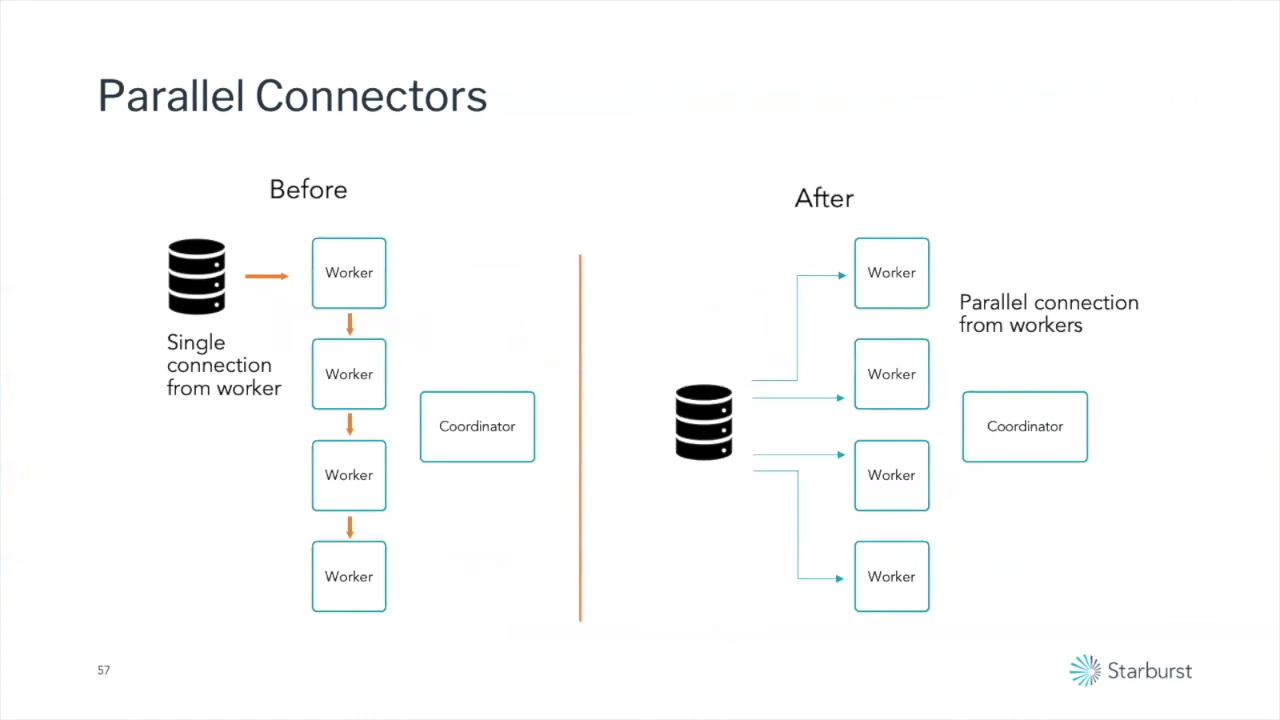 Parallel Connectors
Before
Single
connection
from worker
Worker
Worker
Worker
Worker
Coordinator
After
Worker
Worker
Worker
Worker
Parallel connection
from workers
Coordinator
57
Starburst